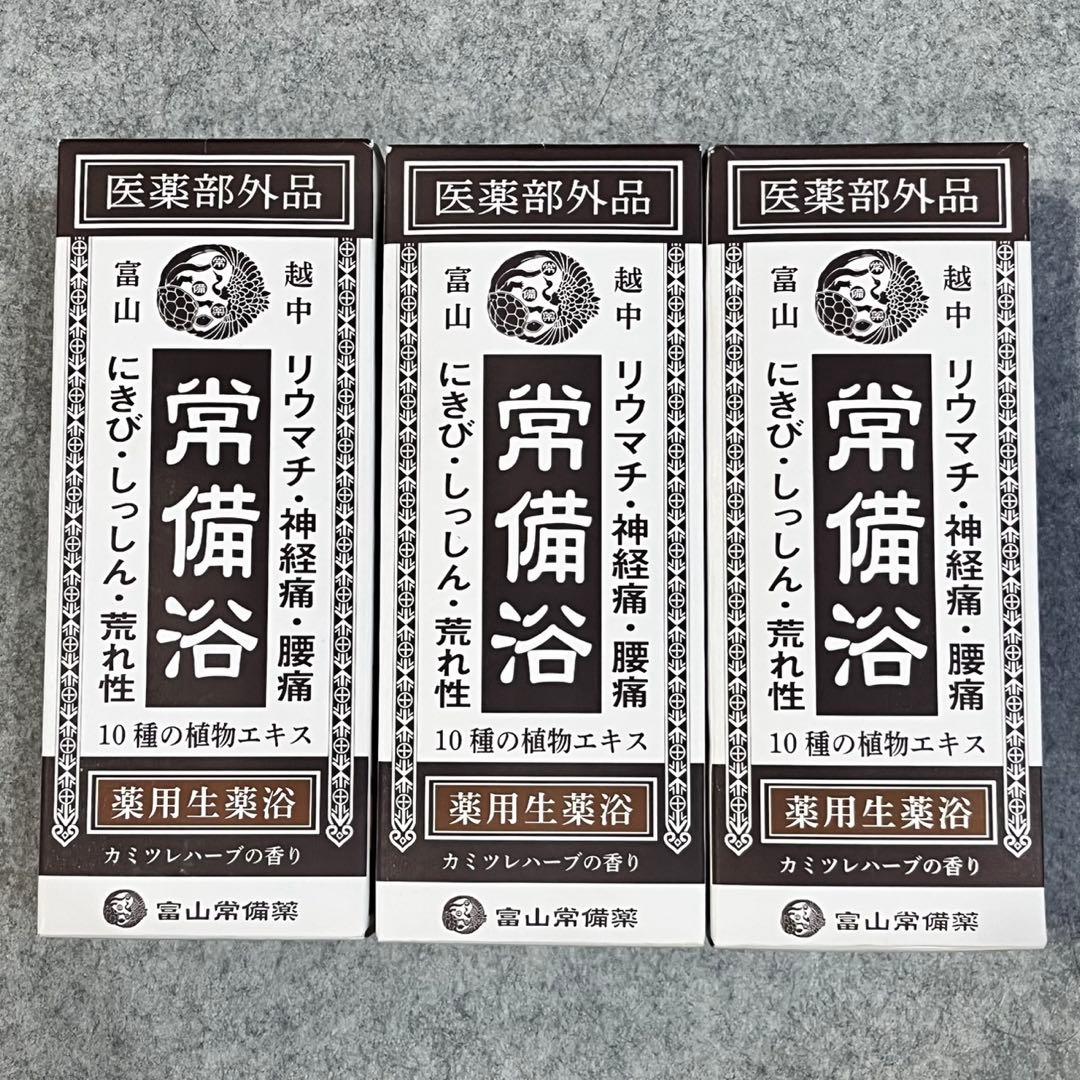 医薬部外品
越中
富山
常備薬
リウマチ・神経痛・腰痛
にきび・しっしん・荒れ性
常備浴
10種の植物エキス
薬用生薬浴
カミツレハーブの香り
富山常備薬
医薬部外品
越中
富山
常備薬
リウマチ・神経痛・腰痛
にきび・しっしん・荒れ性
常備浴
10種の植物エキス
薬用生薬浴
カミツレハーブの香り
富山常備薬
医薬部外品
越中
富山
常備薬
リウマチ・神経痛・腰痛
にきび・しっしん・荒れ性
常備浴
10種の植物エキス
薬用生薬浴
カミツレハーブの香り
富山常備薬